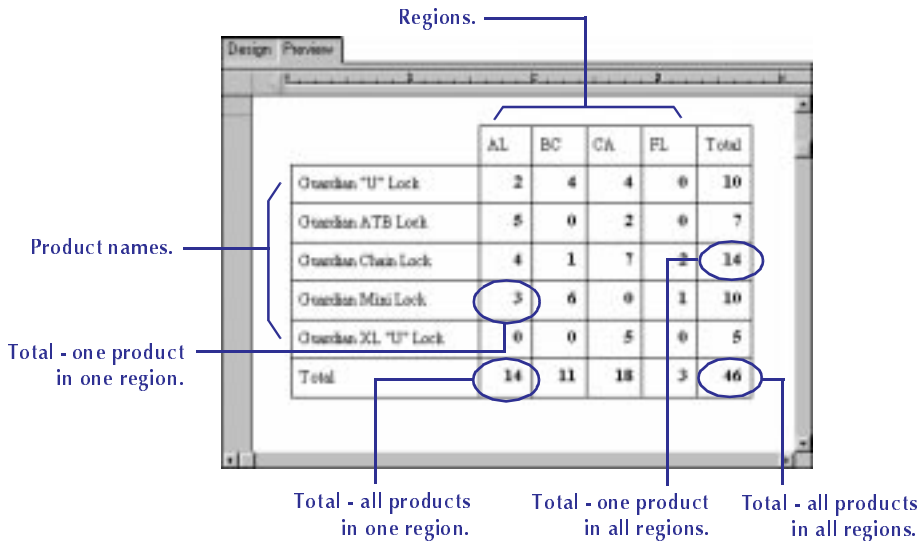 Regions.
Design Preview
AL BC CA FL Total
Guardian "U" Lock 2 4 4 0 10
Guardian ATB Lock 5 0 2 0 7
Guardian Chain Lock 4 1 7 2 14
Guardian Mini Lock 3 6 0 1 10
Guardian XL "U" Lock 0 0 5 0 5
Total 14 11 18 3 46
Product names.
Total - one product
in one region.
Total - all products
in one region.
Total - one product
in all regions.
Total - all products
in all regions.